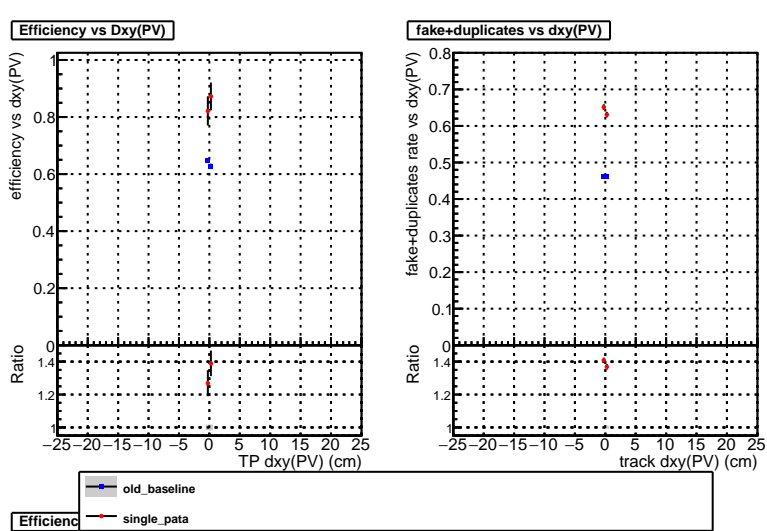 Efficiency vs Dxy(PV)
efficiency vs dxy(PV)
1
0.8
0.6
0.4
0.2
0
Ratio
1.4
1.2
1
−25 −20 −15 −10 −5 0 5 10 15 20 25
TP dxy(PV) (cm)
fake+duplicates vs dxy(PV)
fake+duplicates rate vs dxy(PV)
0.8
0.7
0.6
0.5
0.4
0.3
0.2
0.1
0
Ratio
1.4
1.2
1
−25 −20 −15 −10 −5 0 5 10 15 20 25
track dxy(PV) (cm)
old_baseline
single_pata
Efficienc